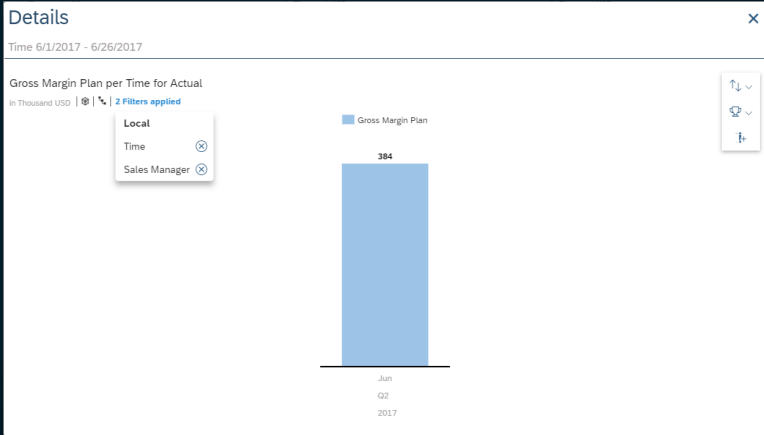 Details
Time 6/1/2017 - 6/26/2017
Gross Margin Plan per Time for Actual
in Thousand USD | | | 2 Filters applied
Local
Time
Sales Manager
Gross Margin Plan
384
Jun
Q2
2017